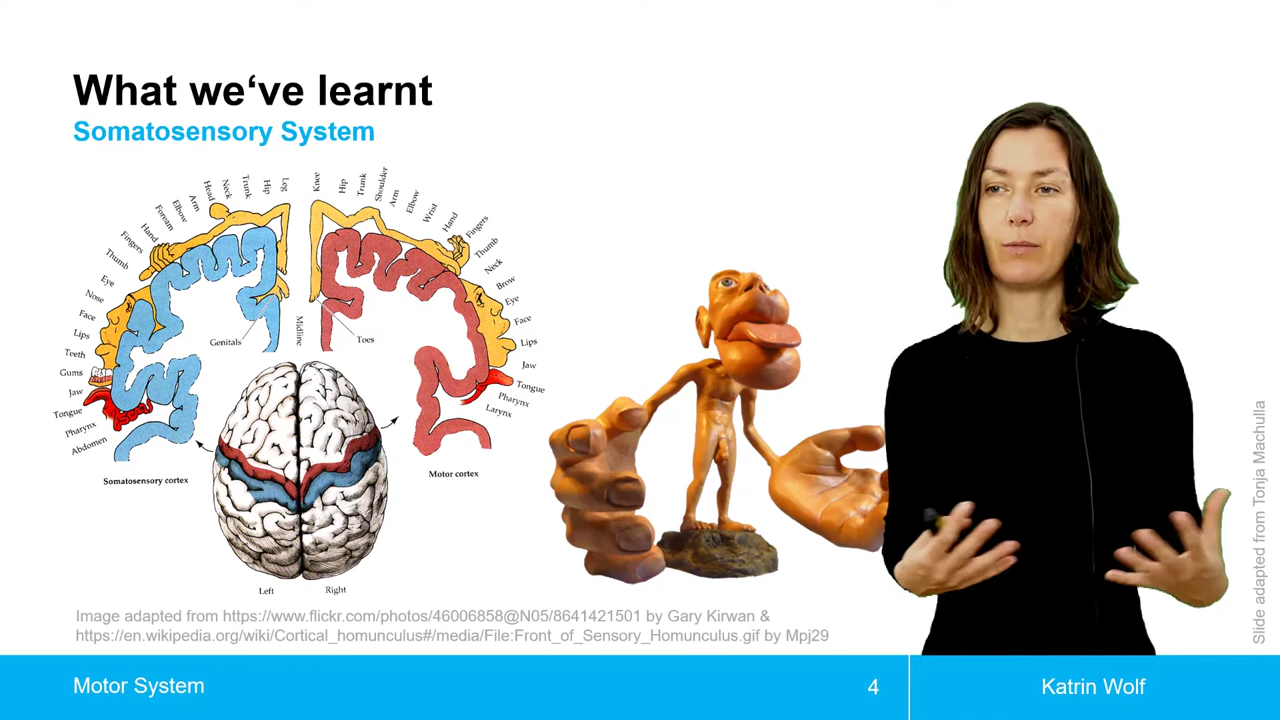 What we‘ve learnt
Somatosensory System
Leg
Hip
Trunk
Neck
Head
Arm
Elbow
Forearm
Hand
Fingers
Thumb
Eye
Nose
Face
Lips
Teeth
Gums
Jaw
Tongue
Pharynx
Abdomen
Genitals
Midline
Toes
Knee
Hip
Trunk
Shoulder
Arm
Elbow
Wrist
Hand
Fingers
Thumb
Neck
Brow
Eye
Face
Lips
Jaw
Tongue
Pharynx
Larynx
Somatosensory cortex
Motor cortex
Left
Right
Image adapted from https://www.flickr.com/photos/46006858@N05/8641421501 by Gary Kirwan &
https://en.wikipedia.org/wiki/Cortical_homunculus#/media/File:Front_of_Sensory_Homunculus.gif by Mpj29
Slide adapted from Tonja Machulla
Motor System
4
Katrin Wolf